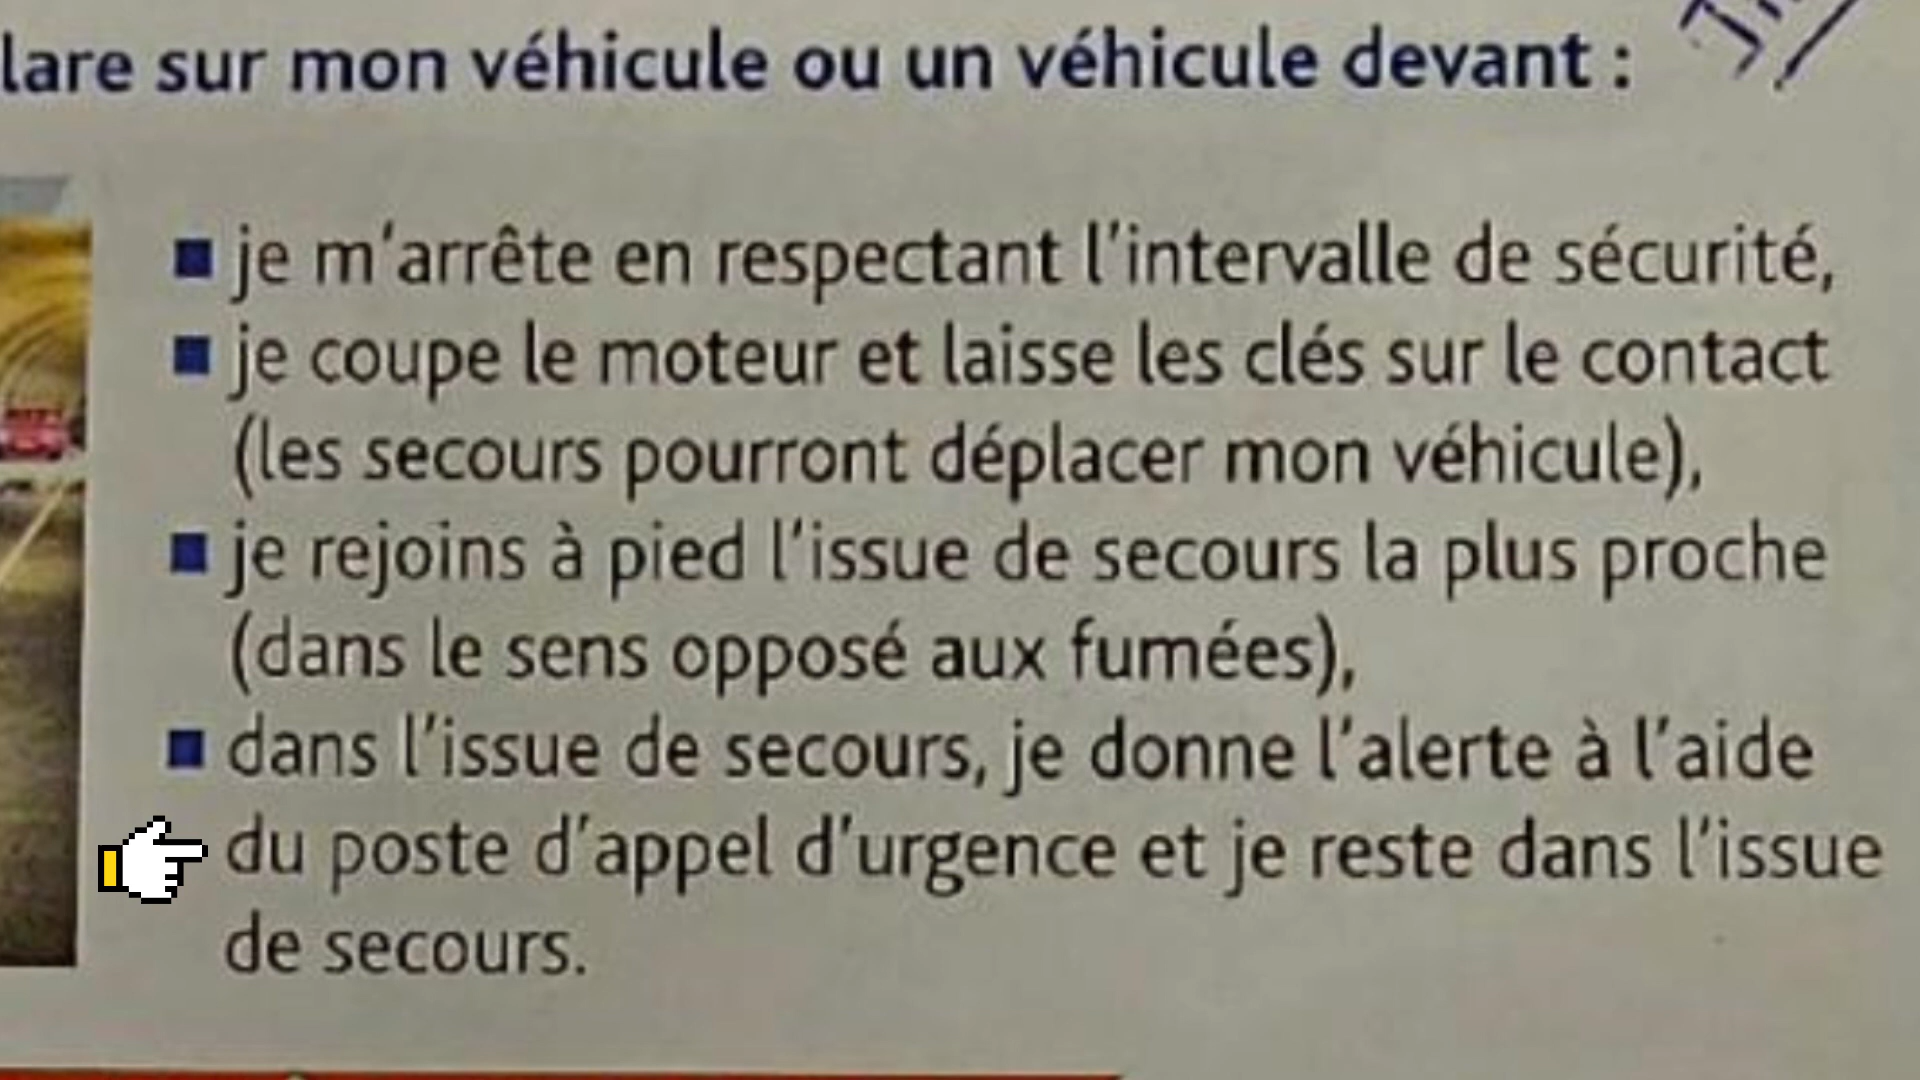 lare sur mon véhicule ou un véhicule devant :
■ je m'arrête en respectant l'intervalle de sécurité,
■ je coupe le moteur et laisse les clés sur le contact
(les secours pourront déplacer mon véhicule),
■ je rejoins à pied l'issue de secours la plus proche
(dans le sens opposé aux fumées),
■ dans l'issue de secours, je donne l'alerte à l'aide
du poste d'appel d'urgence et je reste dans l'issue
de secours.